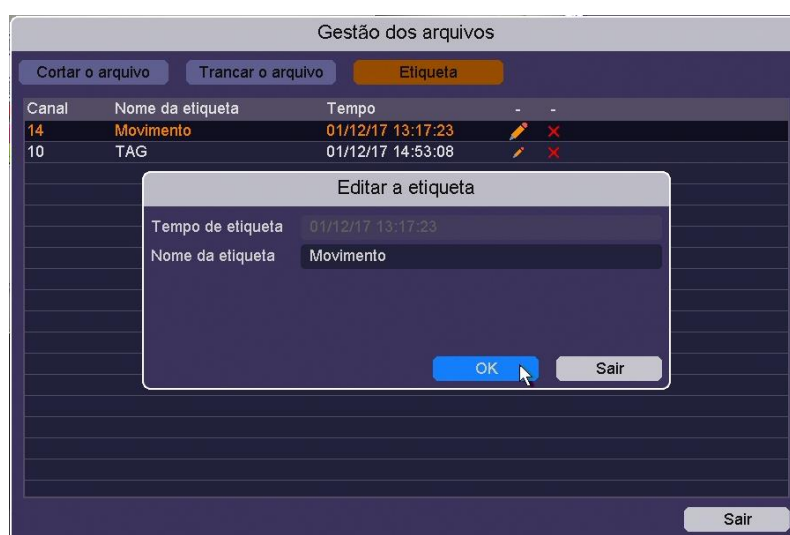 Gestão dos arquivos
Cortar o arquivo Trancar o arquivo Etiqueta
Canal Nome da etiqueta Tempo - -
14 Movimento 01/12/17 13:17:23
10 TAG 01/12/17 14:53:08
Editar a etiqueta
Tempo de etiqueta 01/12/17 13:17:23
Nome da etiqueta Movimento
OK Sair
Sair